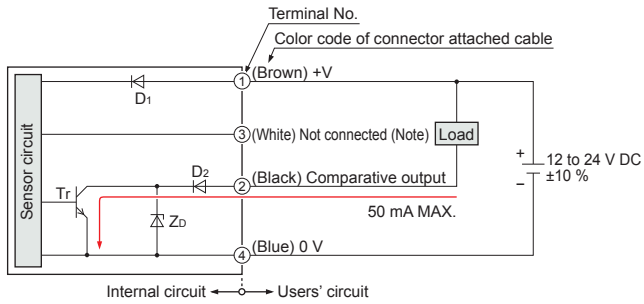 Terminal No.
Color code of connector attached cable
1 (Brown) +V
D1
3 (White) Not connected (Note)
Load
Sensor circuit
+
12 to 24 V DC
±10 %
−
D2
2 (Black) Comparative output
Tr
ZD
50 mA MAX.
4 (Blue) 0 V
Internal circuit
Users' circuit